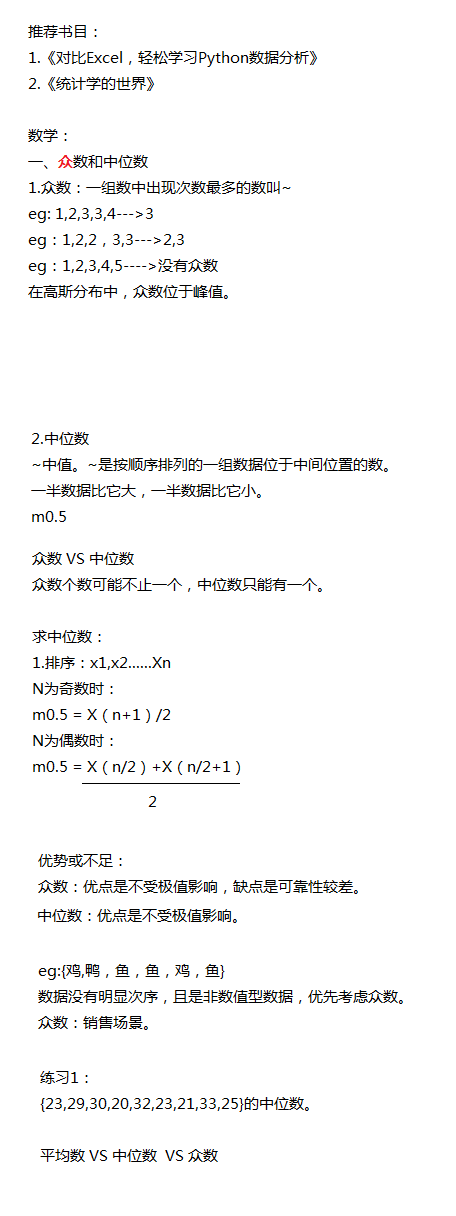 推荐书目：
1.《对比Excel，轻松学习Python数据分析》
2.《统计学的世界》
数学：
一、众数和中位数
1.众数：一组数中出现次数最多的数叫~
eg: 1,2,3,3,4--->3
eg：1,2,2，3,3--->2,3
eg：1,2,3,4,5---->没有众数
在高斯分布中，众数位于峰值。
2.中位数
~中值。~是按顺序排列的一组数据位于中间位置的数。
一半数据比它大，一半数据比它小。
m0.5
众数 VS 中位数
众数个数可能不止一个，中位数只能有一个。
求中位数：
1.排序：x1,x2......Xn
N为奇数时：
m0.5 = X（n+1）/2
N为偶数时：
m0.5 = X（n/2）+X（n/2+1）
2
优势或不足：
众数：优点是不受极值影响，缺点是可靠性较差。
中位数：优点是不受极值影响。
eg:{鸡,鸭，鱼，鱼，鸡，鱼}
数据没有明显次序，且是非数值型数据，优先考虑众数。
众数：销售场景。
练习1：
{23,29,30,20,32,23,21,33,25}的中位数。
平均数 VS 中位数  VS 众数